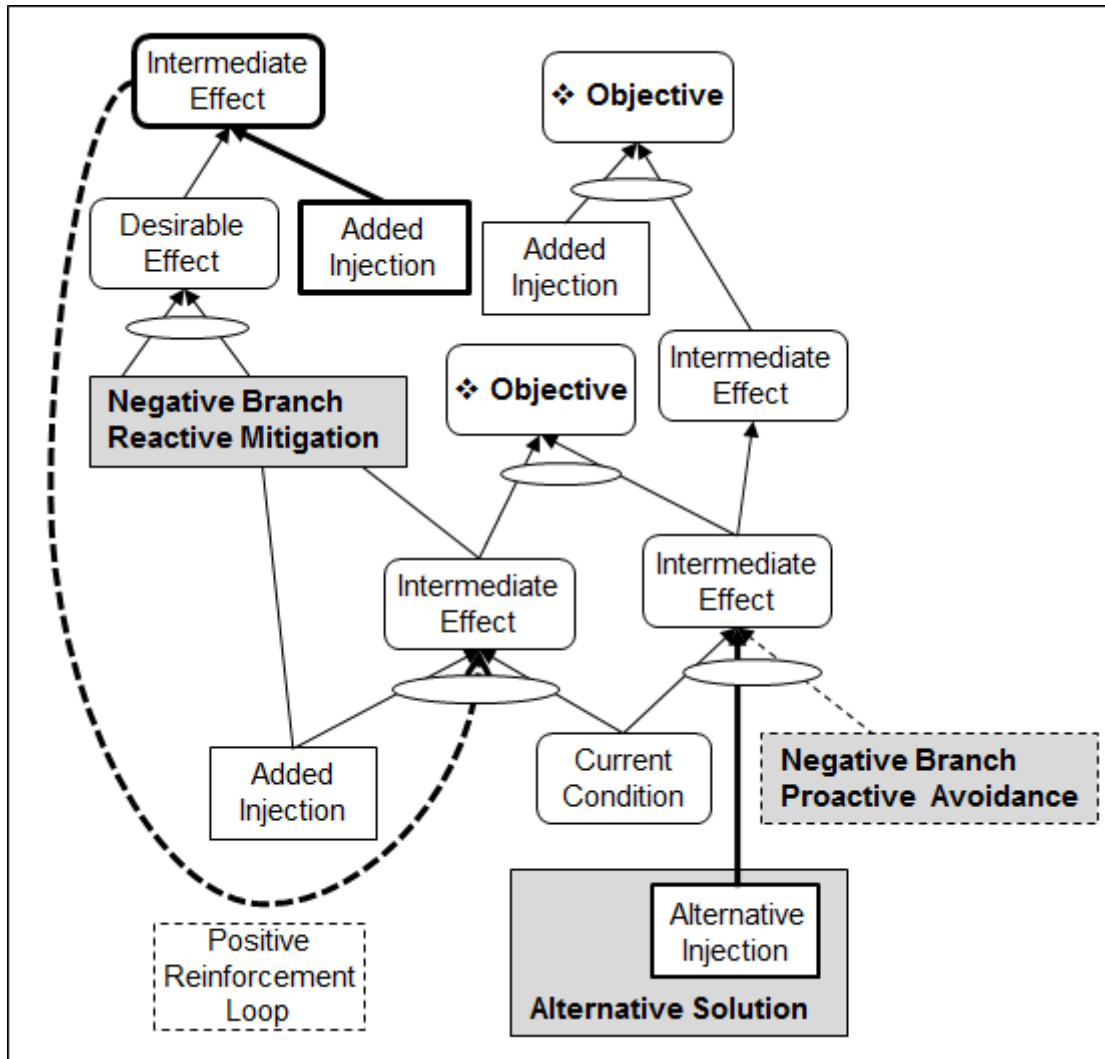 Intermediate
Effect
❖ Objective
Desirable
Effect
Added
Injection
Added
Injection
Intermediate
Effect
❖ Objective
Negative Branch
Reactive Mitigation
Intermediate
Effect
Intermediate
Effect
Added
Injection
Current
Condition
Negative Branch
Proactive Avoidance
Alternative
Injection
Alternative Solution
Positive
Reinforcement
Loop